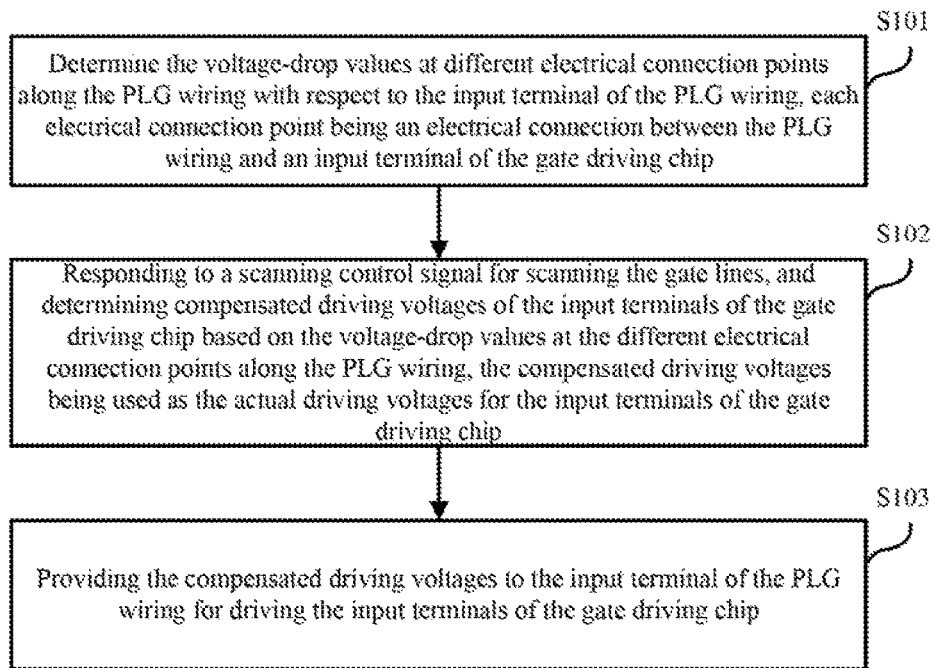 S101
Determine the voltage-drop values at different electrical connection points
along the PLG wiring with respect to the input terminal of the PLG wiring, each
electrical connection point being an electrical connection between the PLG
wiring and an input terminal of the gate driving chip
S102
Responding to a scanning control signal for scanning the gate lines, and
determining compensated driving voltages of the input terminals of the gate
driving chip based on the voltage-drop values at the different electrical
connection points along the PLG wiring, the compensated driving voltages
being used as the actual driving voltages for the input terminals of the gate
driving chip
S103
Providing the compensated driving voltages to the input terminal of the PLG
wiring for driving the input terminals of the gate driving chip